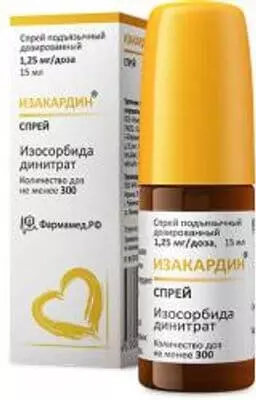 Спрей подъязычный
дозированный
1,25 мг/доза
15 мл
ИЗАКАРДИН®
СПРЕЙ
Изосорбида
динитрат
Количество доз
не менее 300
Фармамед.РФ
Спрей подъязычный
дозированный
1,25 мг/доза, 15 мл
ИЗАКАРДИН®
СПРЕЙ
Изосорбида
динитрат
Количество доз
не менее 300